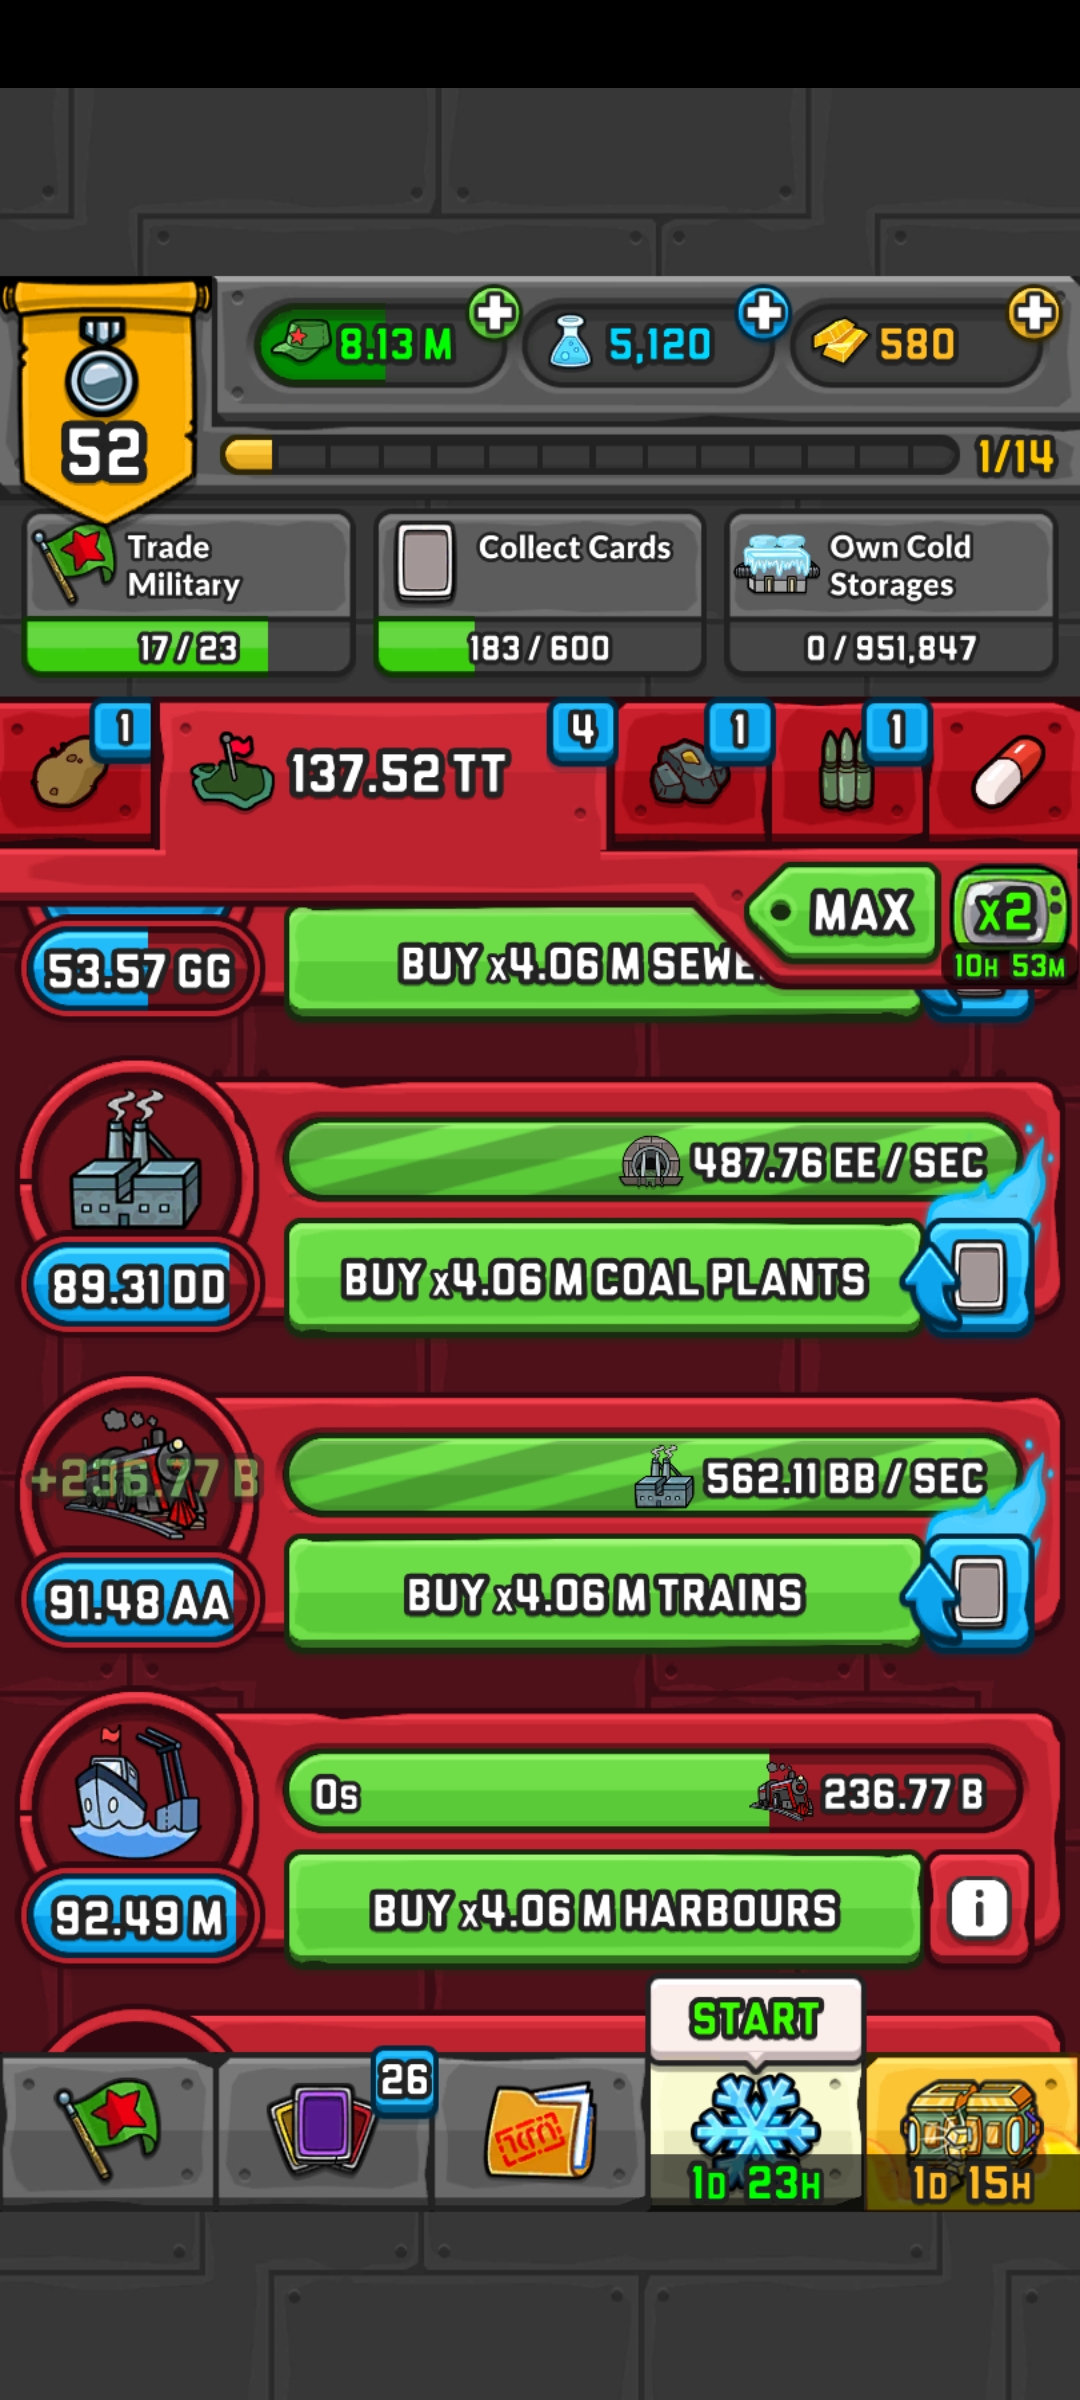 8.13 M
5,120
580
52
1/14
Trade
Military
17/23
Collect Cards
183/600
Own Cold
Storages
0/951,847
1
137.52 TT
4
1
1
MAX
x2
10H 53M
53.57 GG
BUY x4.06 M
487.76 EE / SEC
89.31 DD
BUY x4.06 M COAL PLANTS
+236.77 B
562.11 BB / SEC
91.48 AA
BUY x4.06 M TRAINS
0s
236.77 B
92.49 M
BUY x4.06 M HARBOURS
i
START
26
1D 23H
1D 15H